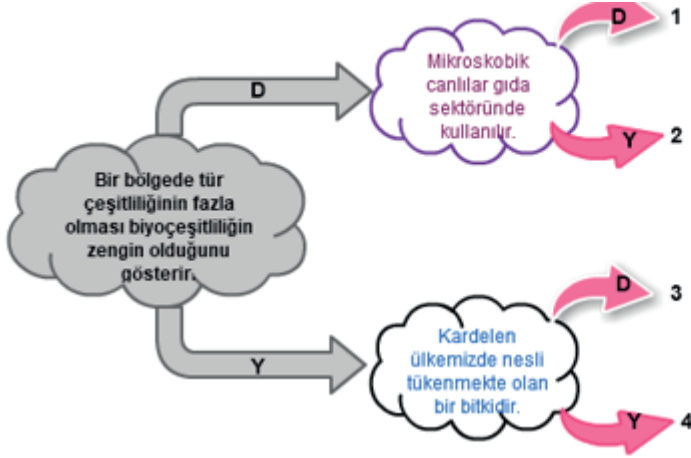 D
1
Mikroskobik
canlılar gıda
sektöründe
kullanılır.
D
Y
2
Bir bölgede tür
çeşitliliğinin fazla
olması biyoçeşitliliğin
zengin olduğunu
gösterir.
D
3
Kardelen
ülkemizde nesli
tükenmekte olan
bir bitkidir.
Y
Y
4